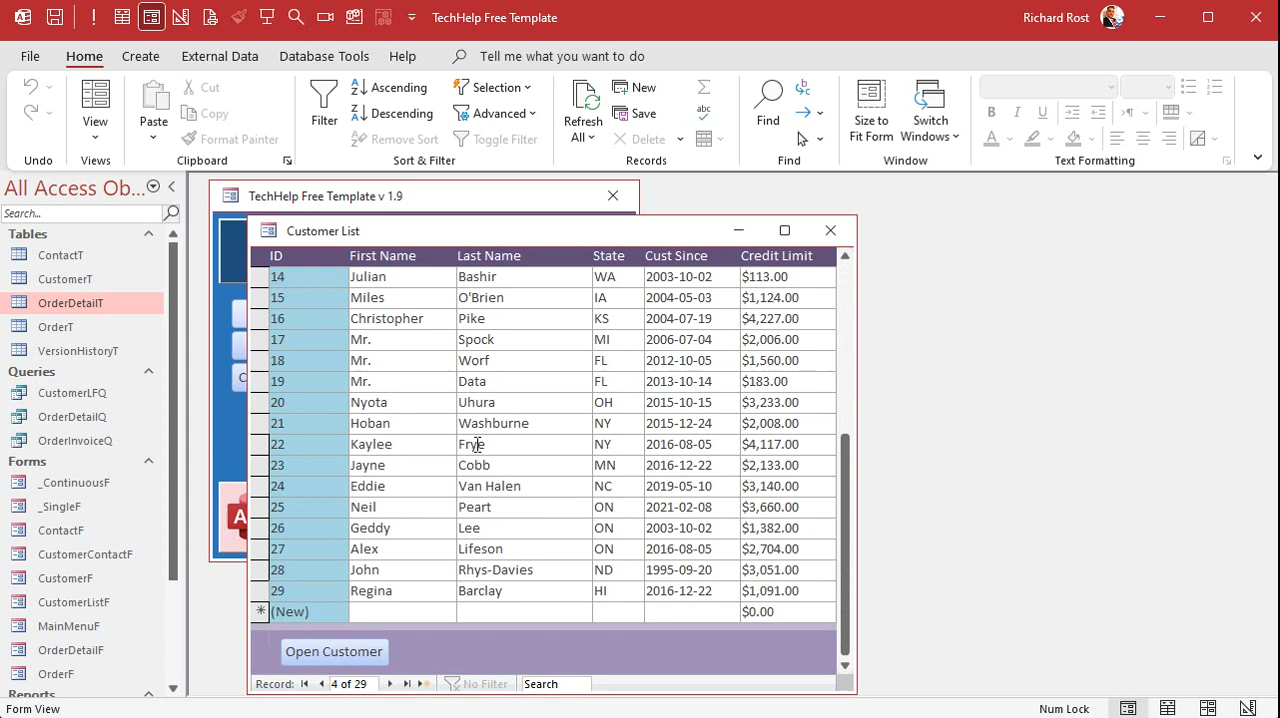 TechHelp Free Template
Richard Rost
File Home Create External Data Database Tools Help Tell me what you want to do
Undo
View
Views
Paste
Cut
Copy
Format Painter
Clipboard
Filter
Ascending
Descending
Remove Sort
Selection
Advanced
Toggle Filter
Sort & Filter
Refresh All
New
Save
Delete
Records
Find
Find
Size to Fit Form
Switch Windows
Window
B I U
Text Formatting
All Access Ob...
Search...
Tables
ContactT
CustomerT
OrderDetailT
OrderT
VersionHistoryT
Queries
CustomerLFQ
OrderDetailQ
OrderInvoiceQ
Forms
_ContinuousF
_SingleF
ContactF
CustomerContactF
CustomerF
CustomerListF
MainMenuF
OrderDetailF
OrderF
Reports
TechHelp Free Template v 1.9
Customer List
ID First Name Last Name State Cust Since Credit Limit
14 Julian Bashir WA 2003-10-02 $113.00
15 Miles O'Brien IA 2004-05-03 $1,124.00
16 Christopher Pike KS 2004-07-19 $4,227.00
17 Mr. Spock MI 2006-07-04 $2,006.00
18 Mr. Worf FL 2012-10-05 $1,560.00
19 Mr. Data FL 2013-10-14 $183.00
20 Nyota Uhura OH 2015-10-15 $3,233.00
21 Hoban Washburne NY 2015-12-24 $2,008.00
22 Kaylee Frye NY 2016-08-05 $4,117.00
23 Jayne Cobb MN 2016-12-22 $2,133.00
24 Eddie Van Halen NC 2019-05-10 $3,140.00
25 Neil Peart ON 2021-02-08 $3,660.00
26 Geddy Lee ON 2003-10-02 $1,382.00
27 Alex Lifeson ON 2016-08-05 $2,704.00
28 John Rhys-Davies ND 1995-09-20 $3,051.00
29 Regina Barclay HI 2016-12-22 $1,091.00
(New) $0.00
Open Customer
Record: 4 of 29 No Filter Search
Form View
Num Lock